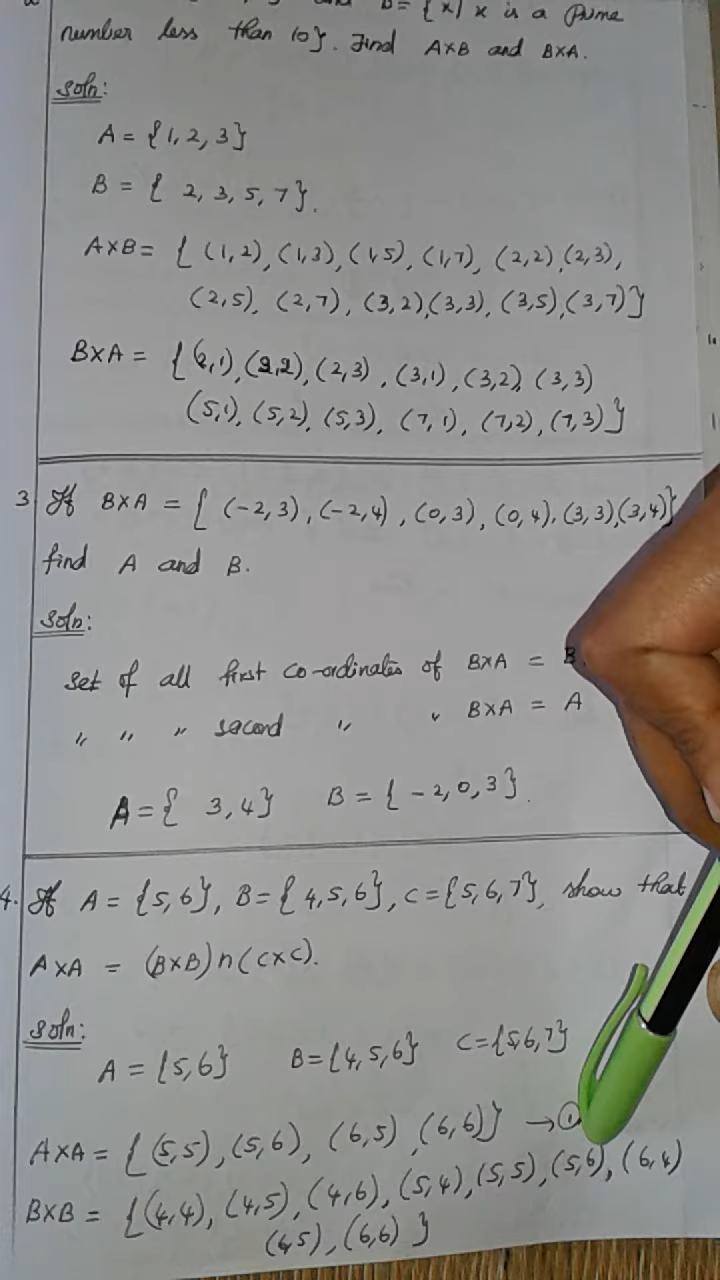 B = {x/x is a prime
number less than 10}. Find A×B and B×A.
Soln:
A = {1, 2, 3}
B = { 2, 3, 5, 7}.
A×B = { (1,2), (1,3), (1,5), (1,7), (2,2), (2,3),
(2,5), (2,7), (3,2), (3,3), (3,5), (3,7)}
B×A = {(2,1), (2,2), (2,3), (3,1), (3,2), (3,3)
(5,1), (5,2), (5,3), (7,1), (7,2), (7,3)}
3. If B×A = { (-2,3), (-2,4), (0,3), (0,4), (3,3), (3,4)}
find A and B.
Soln:
Set of all first co-ordinates of B×A = B.
" " " sacord " " B×A = A
A = { 3, 4} B = { -2, 0, 3}.
4. If A = {5,6}, B = { 4,5,6}, C = {5,6,7}, show that
A×A = (B×B) n (C×C).
Soln:
A = {5,6} B = {4,5,6} C = {5,6,7}
A×A = { (5,5), (5,6), (6,5), (6,6)} → ①
B×B = {(4,4), (4,5), (4,6), (5,4), (5,5), (5,6), (6,4)
(6,5), (6,6) }